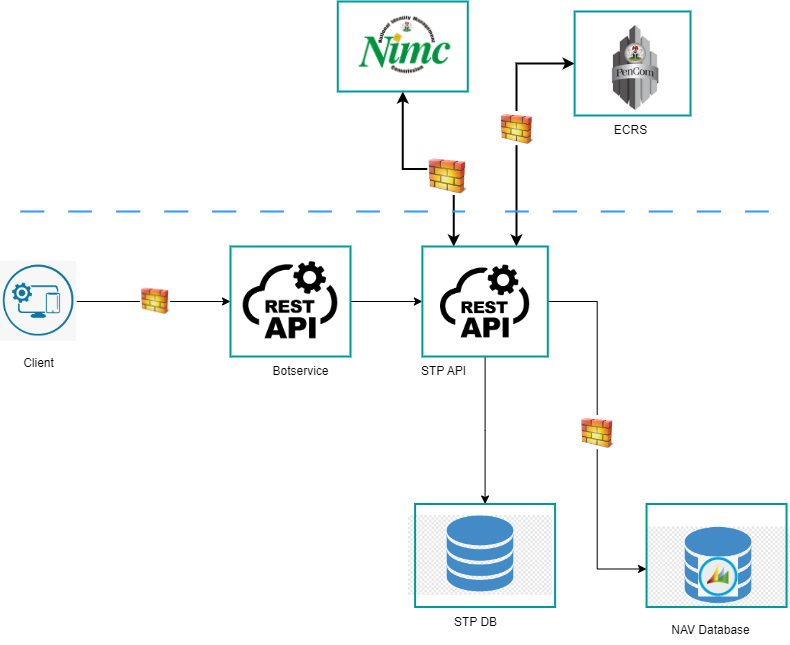 National Identity Management
Nimc
Commission
PenCom
ECRS
REST
API
REST
API
Client
Botservice
STP API
STP DB
NAV Database